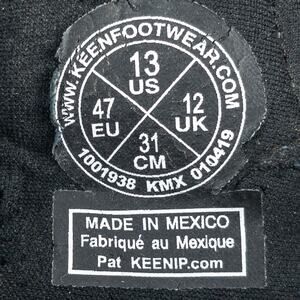 WWW.KEENFOOTWEAR.COM
13
US
47
EU
12
UK
31
CM
1001938 KMX 010419
MADE IN MEXICO
Fabriqué au Mexique
Pat KEENIP.com